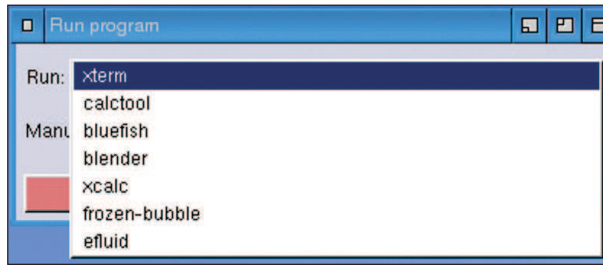 Run program
Run: xterm
calctool
Manu bluefish
blender
xcalc
frozen-bubble
efluid